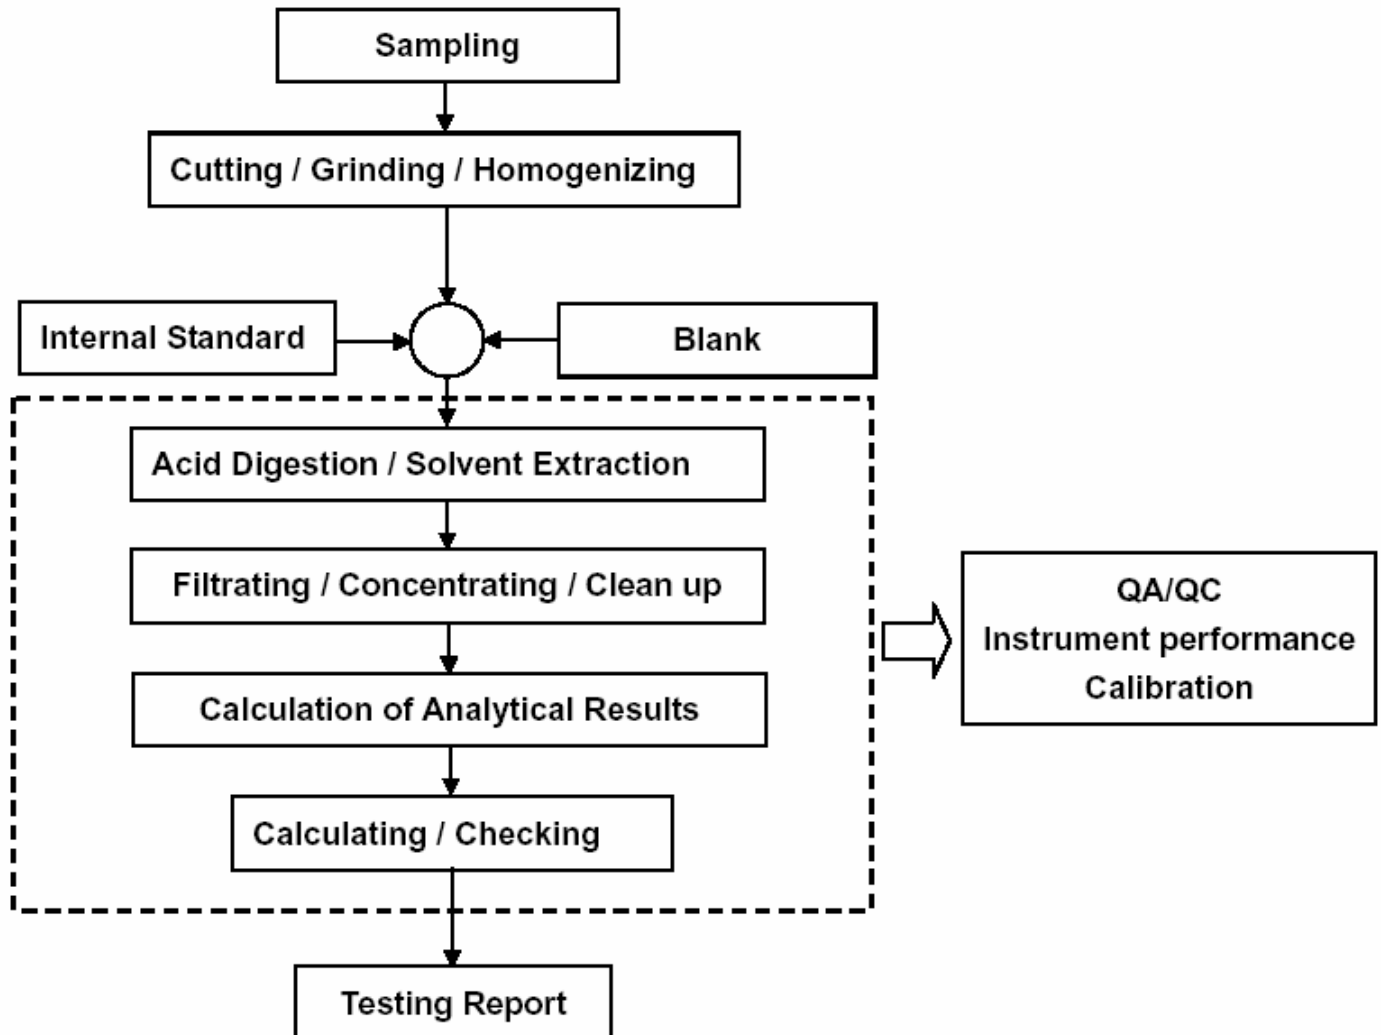 Sampling
Cutting / Grinding / Homogenizing
Internal Standard
Blank
Acid Digestion / Solvent Extraction
Filtrating / Concentrating / Clean up
Calculation of Analytical Results
Calculating / Checking
QA/QC
Instrument performance
Calibration
Testing Report